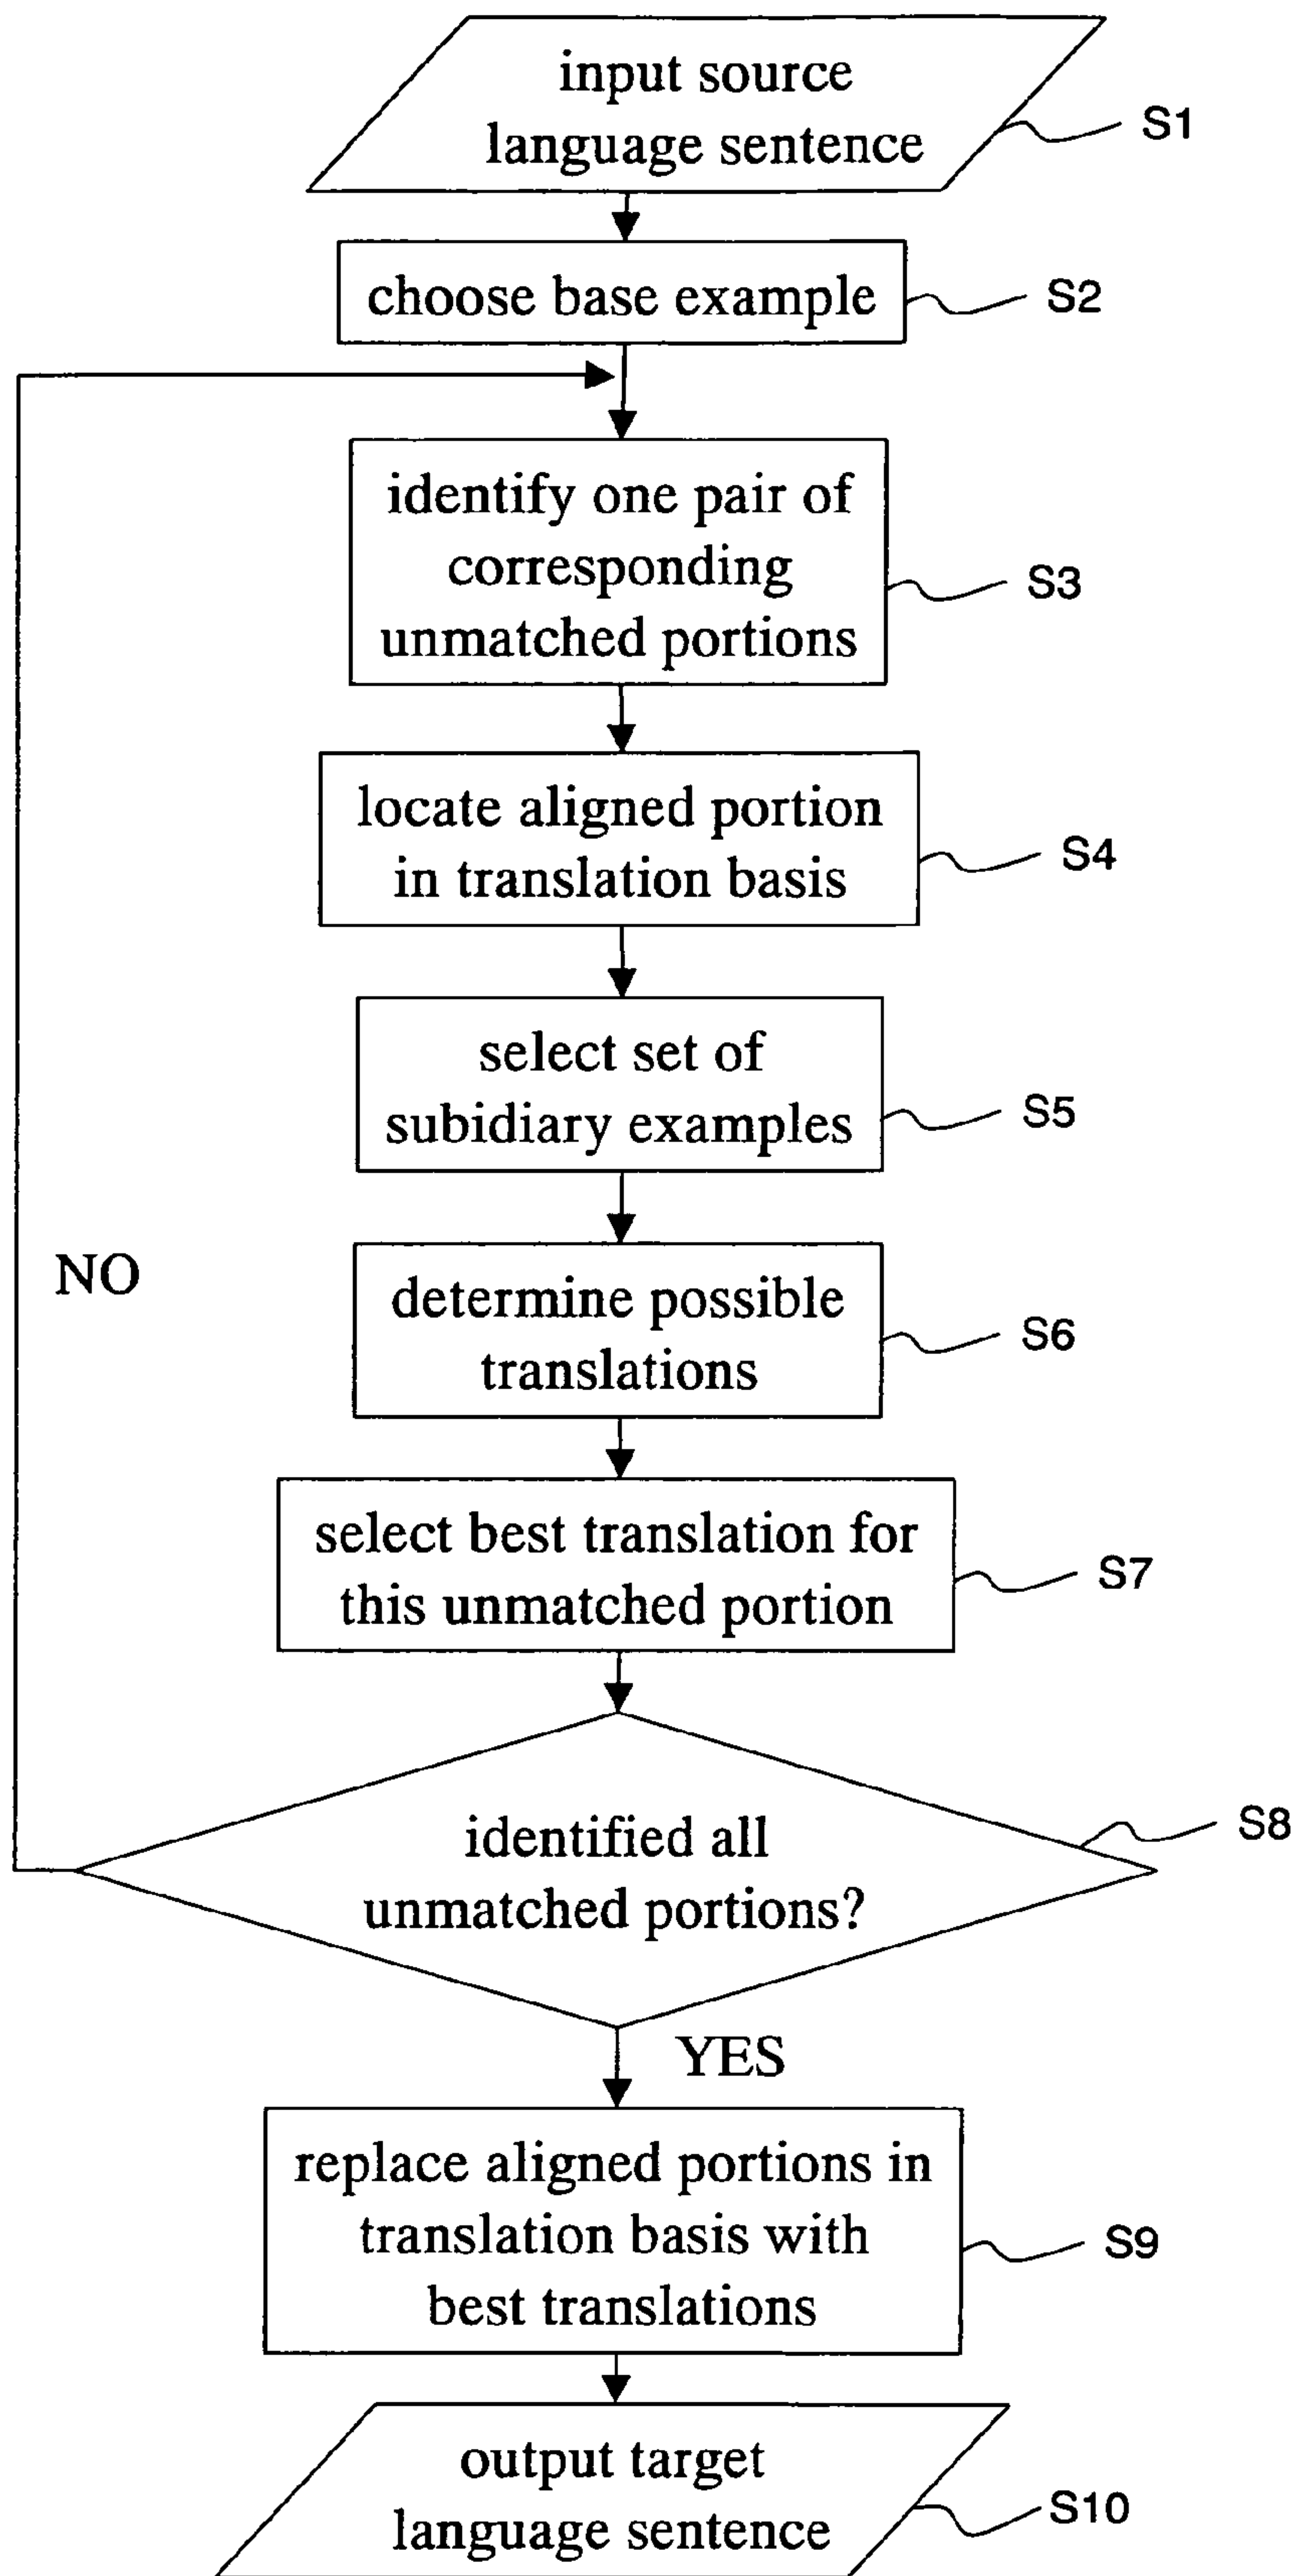 input source
language sentence
S1
choose base example
S2
identify one pair of
corresponding
unmatched portions
S3
locate aligned portion
in translation basis
S4
select set of
subidiary examples
S5
NO
determine possible
translations
S6
select best translation for
this unmatched portion
S7
identified all
unmatched portions?
S8
YES
replace aligned portions in
translation basis with
best translations
S9
output target
language sentence
S10